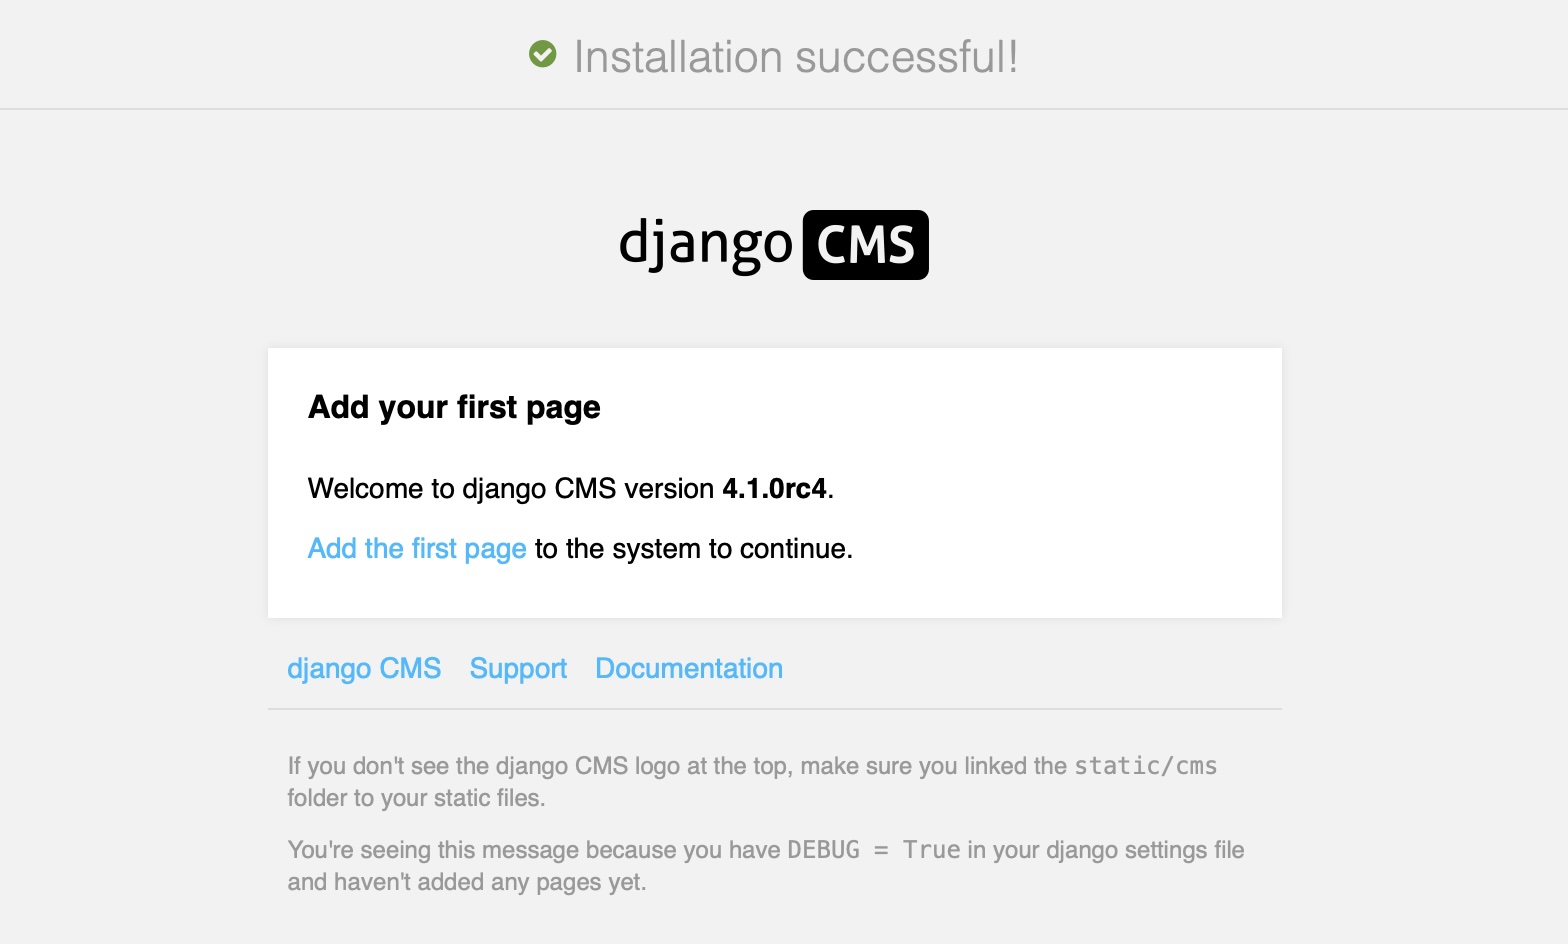 Installation successful!
django CMS
Add your first page
Welcome to django CMS version 4.1.0rc4.
Add the first page to the system to continue.
django CMS Support Documentation
If you don't see the django CMS logo at the top, make sure you linked the static/cms
folder to your static files.
You're seeing this message because you have DEBUG = True in your django settings file
and haven't added any pages yet.